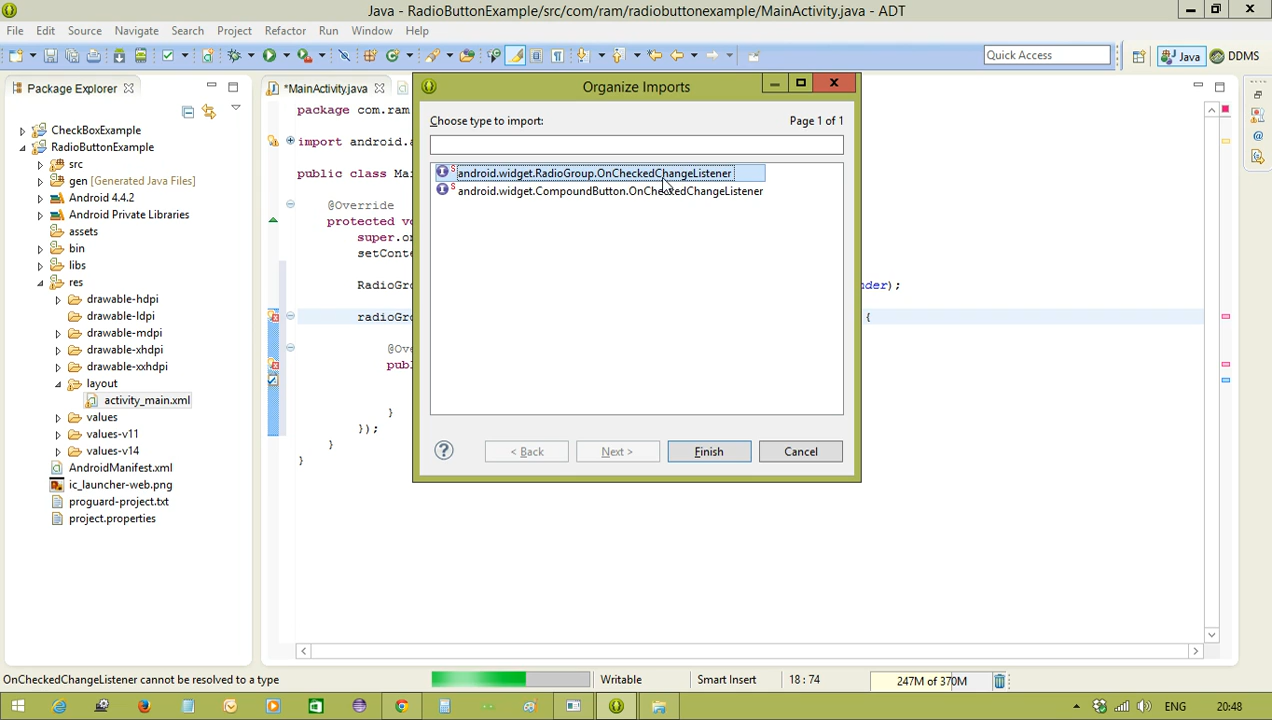 Java - RadioButtonExample/src/com/ram/radiobuttonexample/MainActivity.java - ADT
File Edit Source Navigate Search Project Refactor Run Window Help
Quick Access
Java
DDMS
Package Explorer
CheckBoxExample
RadioButtonExample
src
gen [Generated Java Files]
Android 4.4.2
Android Private Libraries
assets
bin
libs
res
drawable-hdpi
drawable-ldpi
drawable-mdpi
drawable-xhdpi
drawable-xxhdpi
layout
activity_main.xml
values
values-v11
values-v14
AndroidManifest.xml
ic_launcher-web.png
proguard-project.txt
project.properties
*MainActivity.java
package com.ram
import android.a
public class Mai
@Override
protected vo
super.on
setConte
RadioGro nder);
radioGro {
@Ove
publ
}
});
}
}
Organize Imports
Choose type to import:
Page 1 of 1
android.widget.RadioGroup.OnCheckedChangeListener
android.widget.CompoundButton.OnCheckedChangeListener
< Back
Next >
Finish
Cancel
OnCheckedChangeListener cannot be resolved to a type
Writable
Smart Insert
18 : 74
247M of 370M
ENG
20:48